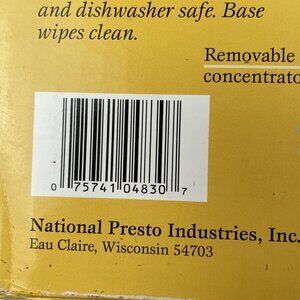 and dishwasher safe. Base
wipes clean.
Removable
concentrato
0 75741 04830 7
National Presto Industries, Inc.
Eau Claire, Wisconsin 54703